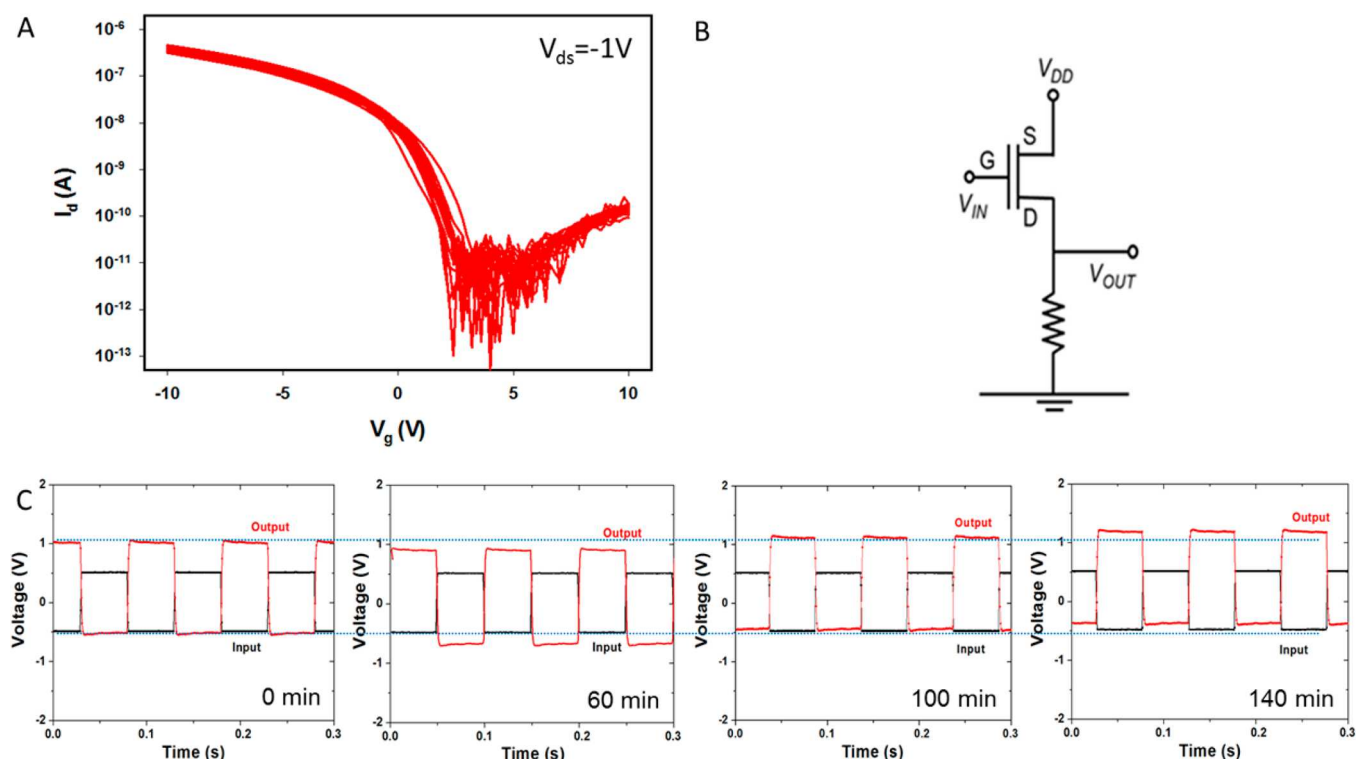 A
V_ds=-1V
10^-6
10^-7
10^-8
10^-9
10^-10
10^-11
10^-12
10^-13
I_d (A)
-10 -5 0 5 10
V_g (V)
B
V_DD
S
G
V_IN
D
V_OUT
C
2
1
0
-1
-2
Voltage (V)
Output
Input
0 min
0.0 0.1 0.2 0.3
Time (s)
2
1
0
-1
-2
Voltage (V)
Output
Input
60 min
0.0 0.1 0.2 0.3
Time (s)
2
1
0
-1
-2
Voltage (V)
Output
Input
100 min
0.0 0.1 0.2 0.3
Time (s)
2
1
0
-1
-2
Voltage (V)
Output
Input
140 min
0.0 0.1 0.2 0.3
Time (s)